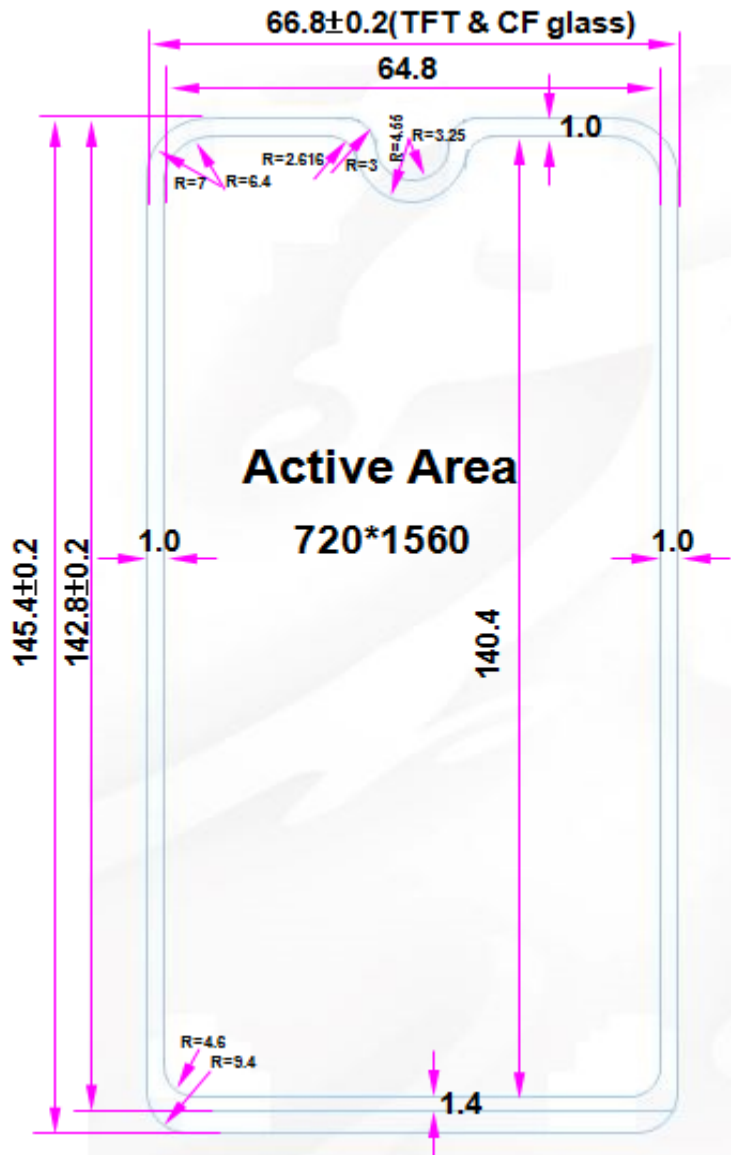 66.8±0.2(TFT & CF glass)
64.8
1.0
R=4.55
R=3.25
R=2.616
R=3
R=7
R=6.4
Active Area
720*1560
1.0
1.0
145.4±0.2
142.8±0.2
140.4
R=4.6
R=9.4
1.4